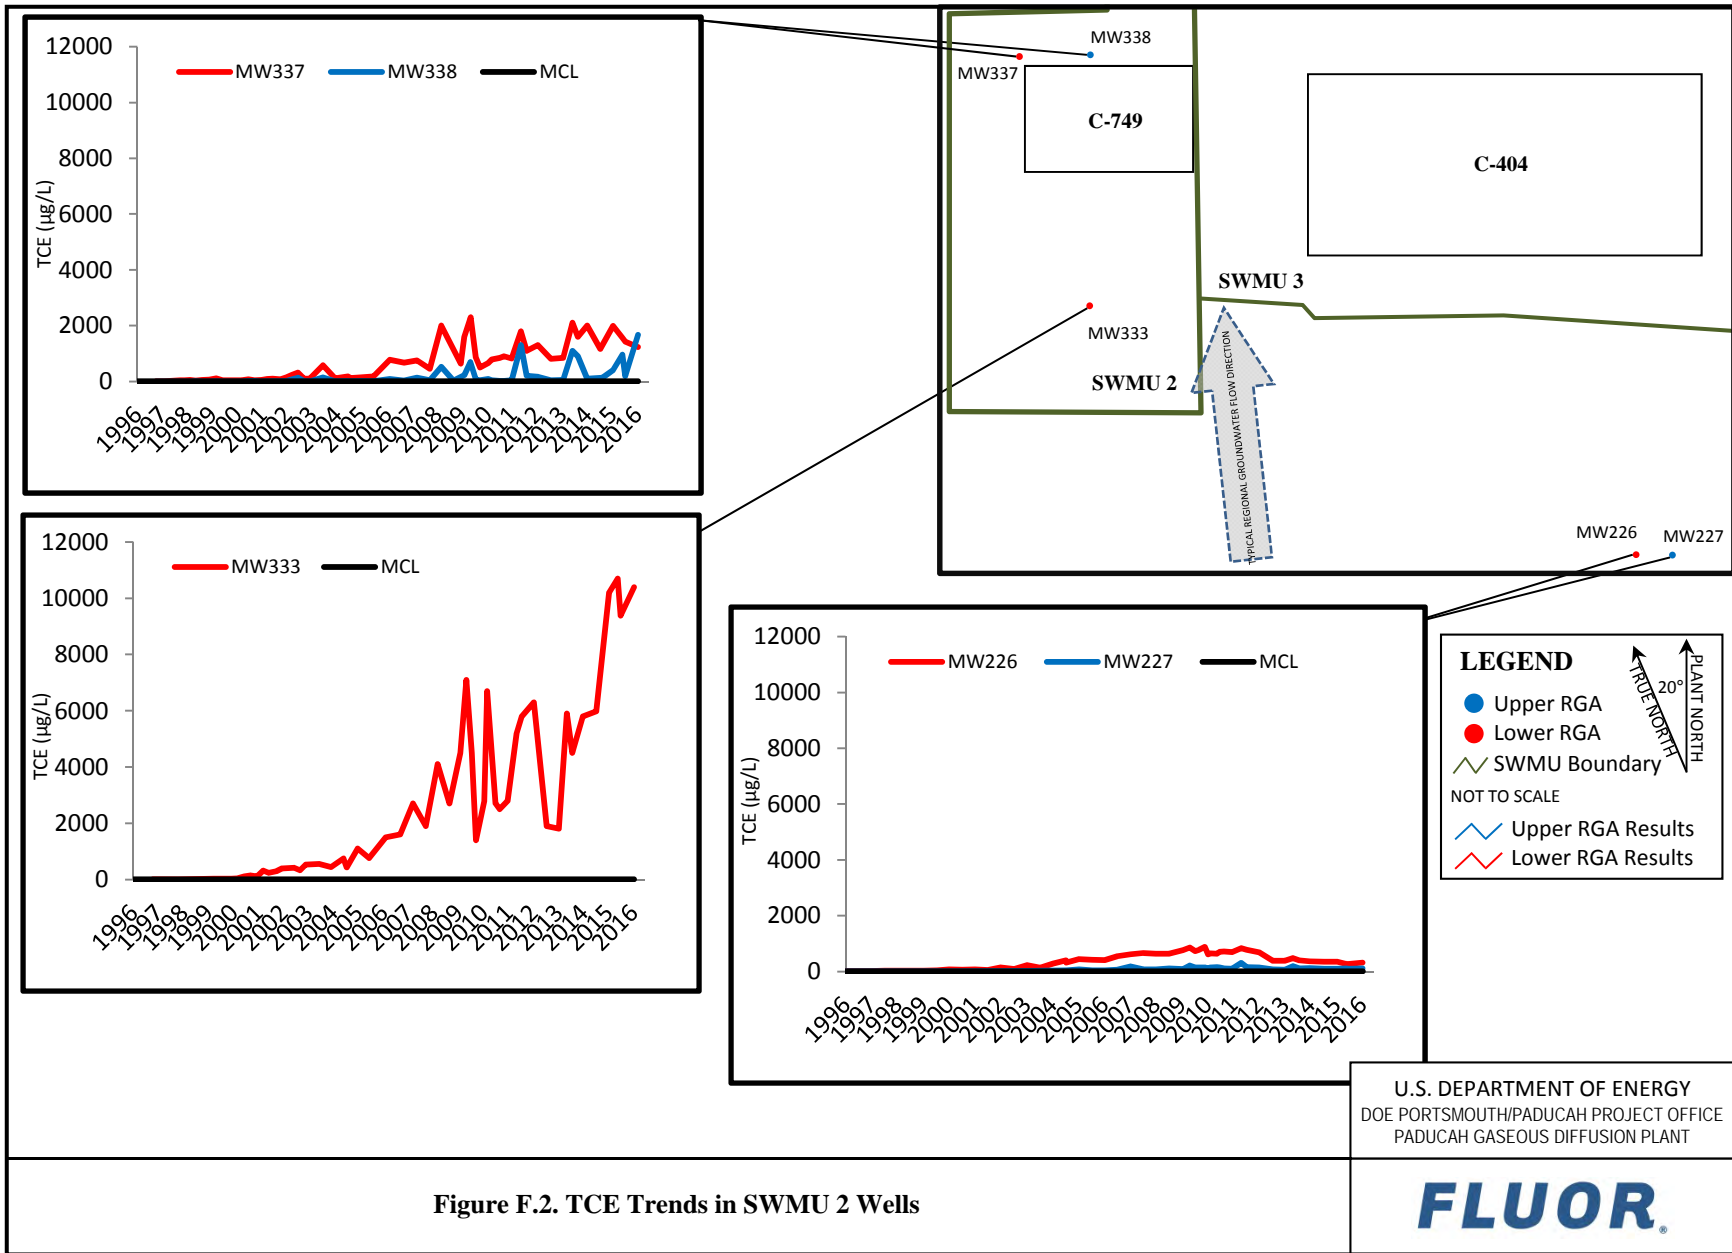 12000
10000
8000
6000
4000
2000
0
TCE (µg/L)
MW337 MW338 MCL
1996 1997 1998 1999 2000 2001 2002 2003 2004 2005 2006 2007 2008 2009 2010 2011 2012 2013 2014 2015 2016
MW338
MW337
C-749
C-404
SWMU 3
MW333
SWMU 2
TYPICAL REGIONAL GROUNDWATER FLOW DIRECTION
MW226 MW227
12000
10000
8000
6000
4000
2000
0
TCE (µg/L)
MW333 MCL
1996 1997 1998 1999 2000 2001 2002 2003 2004 2005 2006 2007 2008 2009 2010 2011 2012 2013 2014 2015 2016
12000
10000
8000
6000
4000
2000
0
TCE (µg/L)
MW226 MW227 MCL
1996 1997 1998 1999 2000 2001 2002 2003 2004 2005 2006 2007 2008 2009 2010 2011 2012 2013 2014 2015 2016
LEGEND
Upper RGA
Lower RGA
SWMU Boundary
NOT TO SCALE
Upper RGA Results
Lower RGA Results
TRUE NORTH
20°
PLANT NORTH
U.S. DEPARTMENT OF ENERGY
DOE PORTSMOUTH/PADUCAH PROJECT OFFICE
PADUCAH GASEOUS DIFFUSION PLANT
Figure F.2. TCE Trends in SWMU 2 Wells
FLUOR®